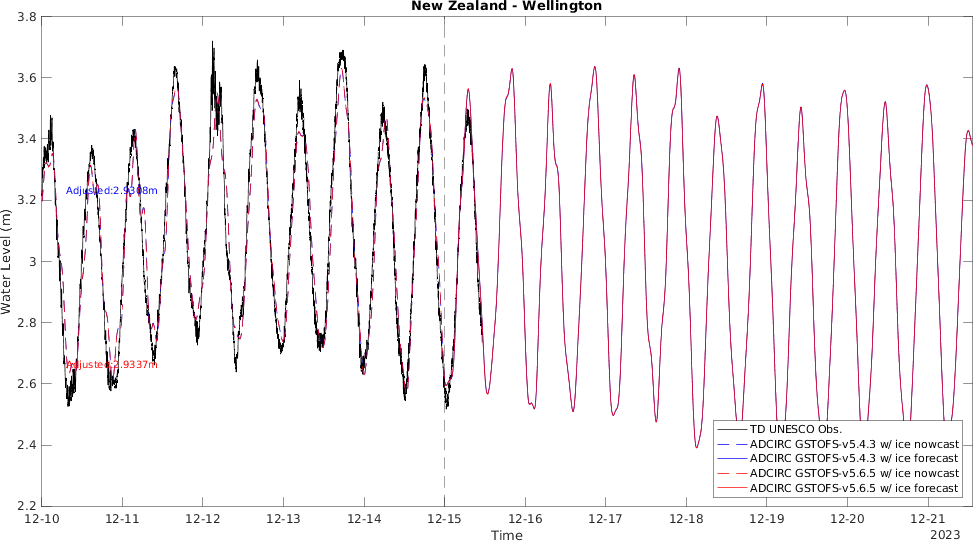 New Zealand - Wellington
3.8
3.6
3.4
3.2
3
2.8
2.6
2.4
2.2
Water Level (m)
Adjusted:2.9308m
Adjusted:2.9337m
TD UNESCO Obs.
ADCIRC GSTOFS-v5.4.3 w/ ice nowcast
ADCIRC GSTOFS-v5.4.3 w/ ice forecast
ADCIRC GSTOFS-v5.6.5 w/ ice nowcast
ADCIRC GSTOFS-v5.6.5 w/ ice forecast
12-10 12-11 12-12 12-13 12-14 12-15 12-16 12-17 12-18 12-19 12-20 12-21
Time
2023